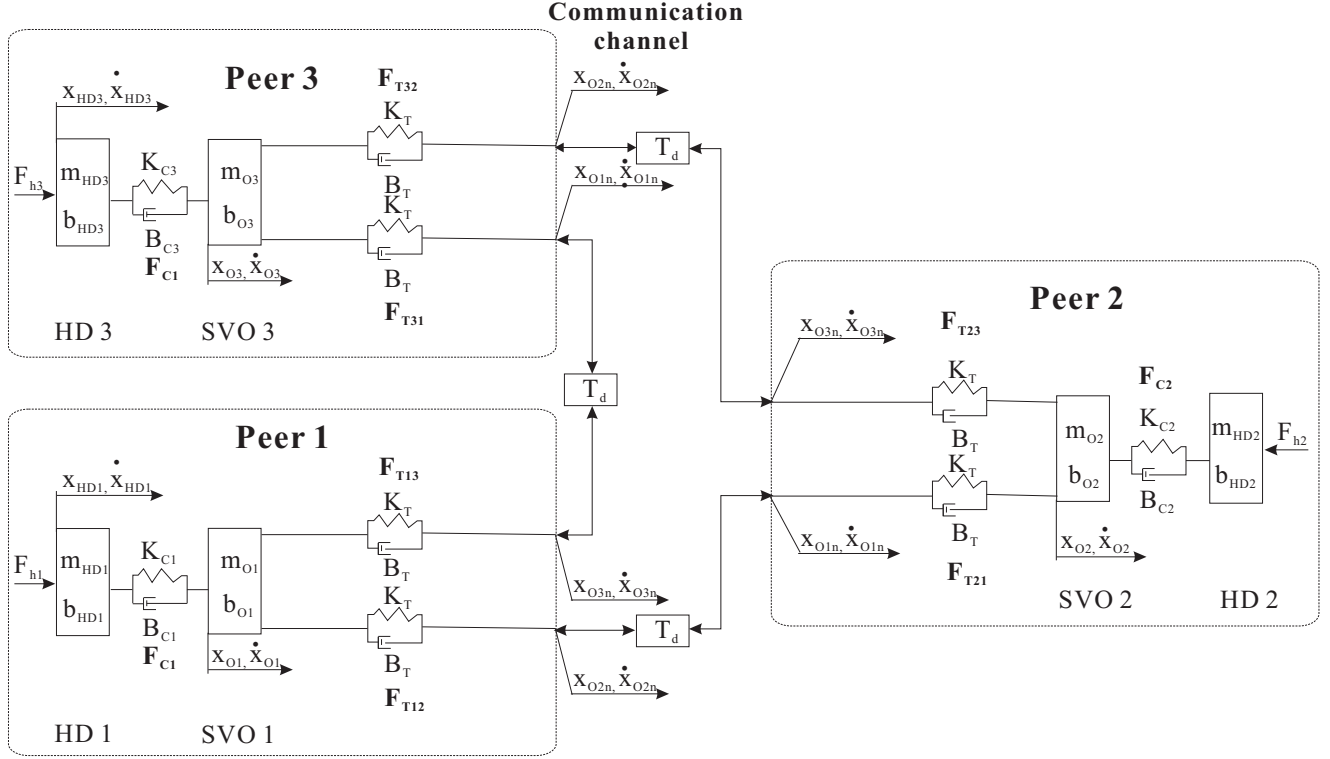 Communication
channel
Peer 3
x_HD3, ẋ_HD3
F_h3
m_HD3
b_HD3
K_C3
B_C3
F_C1
m_O3
b_O3
x_O3, ẋ_O3
F_T32
K_T
B_T
K_T
B_T
F_T31
HD 3
SVO 3
x_O2n, ẋ_O2n
T_d
x_O1n, ẋ_O1n
T_d
Peer 1
x_HD1, ẋ_HD1
F_h1
m_HD1
b_HD1
K_C1
B_C1
F_C1
m_O1
b_O1
x_O1, ẋ_O1
F_T13
K_T
B_T
K_T
B_T
F_T12
HD 1
SVO 1
x_O3n, ẋ_O3n
T_d
x_O2n, ẋ_O2n
Peer 2
x_O3n, ẋ_O3n
F_T23
K_T
B_T
K_T
B_T
F_T21
x_O1n, ẋ_O1n
m_O2
b_O2
x_O2, ẋ_O2
F_C2
K_C2
B_C2
m_HD2
b_HD2
F_h2
SVO 2
HD 2